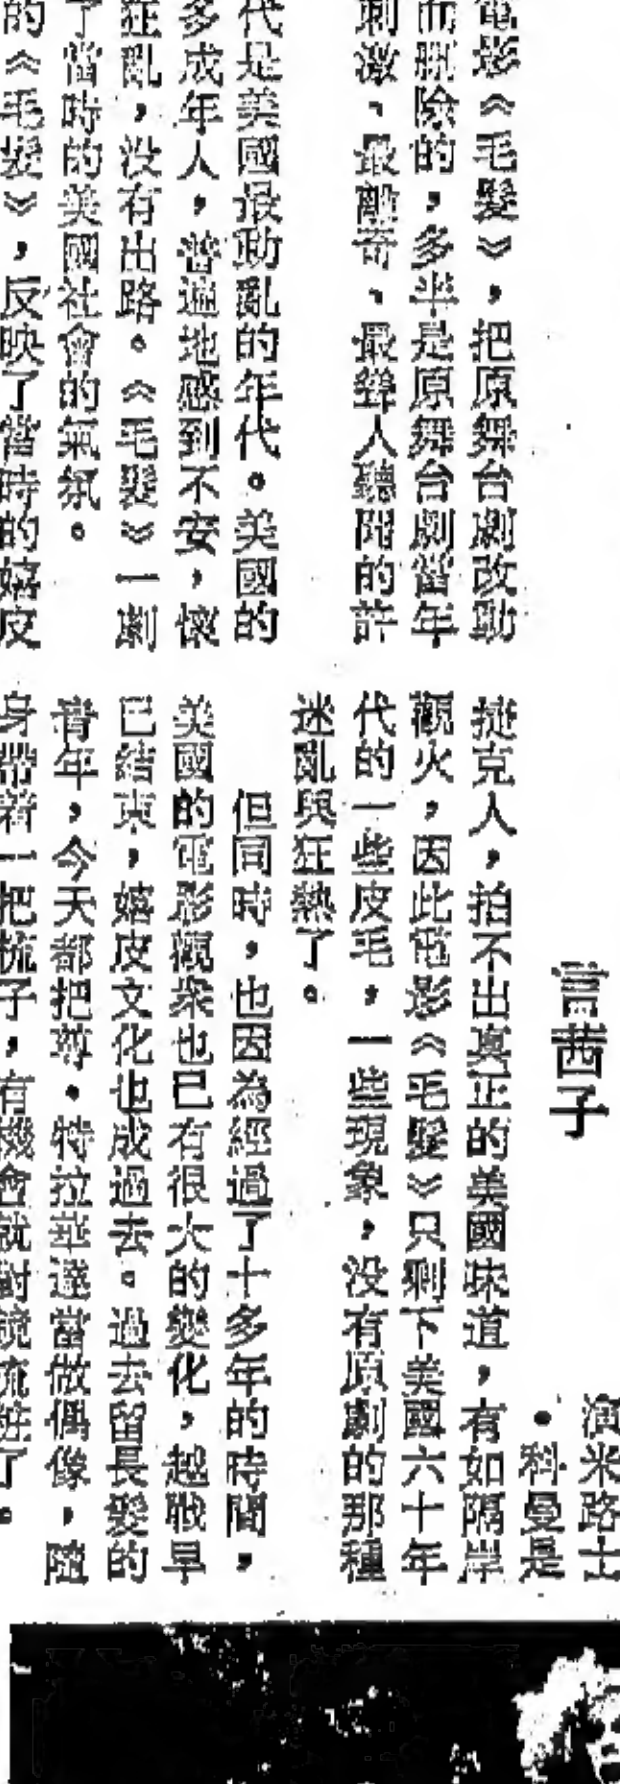 電影《毛髮》，把原舞台劇改動
而刪除的，多半是原舞台劇當年
刺激、最離奇、最聳人聽聞的許
代是美國最動亂的年代。美國的
多成年人，普遍地感到不安，懷
狂亂，没有出路。《毛髮》一劇
了當時的美國社會的氣氛。
的《毛髮》，反映了當時的嬉皮
言茜子
演米路士
·科曼是
捷克人，拍不出真正的美國味道，有如隔岸
觀火，因此電影《毛髮》只剩下美國六十年
代的一些皮毛，一些現象，没有原劇的那種
迷亂與狂熱了。
但同時，也因為經過了十多年的時間，
美國的電影觀衆也已有很大的變化，越戰早
已結束，嬉皮文化也成過去。過去留長髮的
青年，今天都把尊·特拉華達當做偶像，隨
身帶着一把梳子，有機會就對鏡梳粧了。